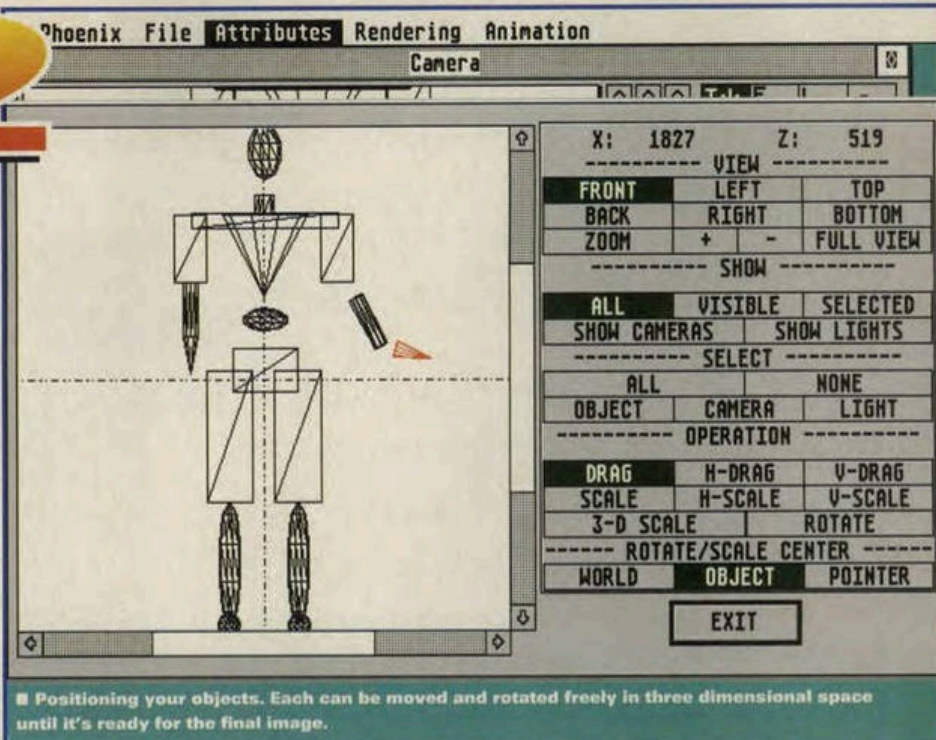 Phoenix File Attributes Rendering Animation
Camera
X: 1827 Z: 519
---------- VIEW ----------
FRONT LEFT TOP
BACK RIGHT BOTTOM
ZOOM + - FULL VIEW
---------- SHOW ----------
ALL VISIBLE SELECTED
SHOW CAMERAS SHOW LIGHTS
---------- SELECT ----------
ALL NONE
OBJECT CAMERA LIGHT
---------- OPERATION ----------
DRAG H-DRAG V-DRAG
SCALE H-SCALE V-SCALE
3-D SCALE ROTATE
------ ROTATE/SCALE CENTER ------
WORLD OBJECT POINTER
EXIT
■ Positioning your objects. Each can be moved and rotated freely in three dimensional space
until it's ready for the final image.